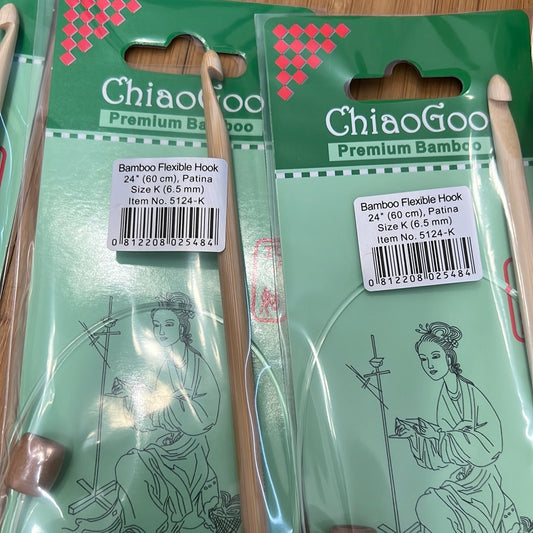 ChiaoGoo
Premium Bamboo
Bamboo Flexible Hook
24" (60 cm), Patina
Size K (6.5 mm)
Item No. 5124-K
0 812208 025484
ChiaoGoo
Premium Bamboo
Bamboo Flexible Hook
24" (60 cm), Patina
Size K (6.5 mm)
Item No. 5124-K
0 812208 025484